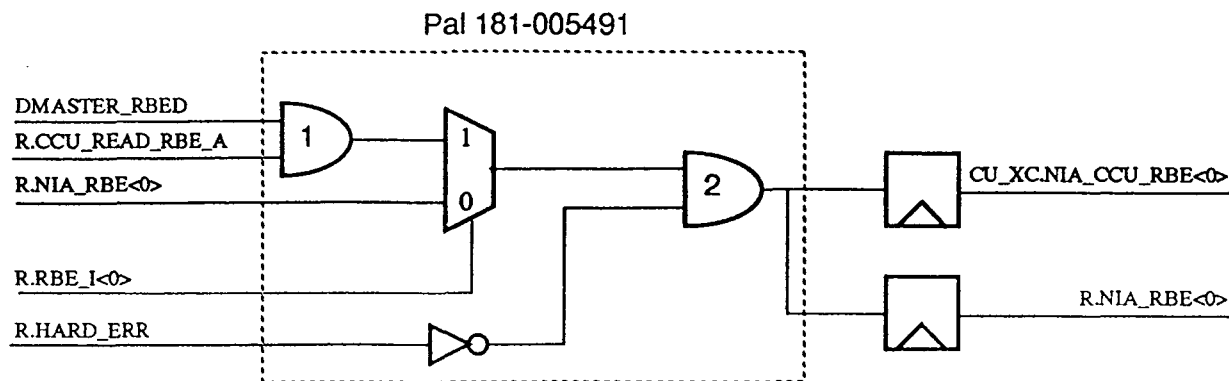 Pal 181-005491
DMASTER_RBED
R.CCU_READ_RBE_A
R.NIA_RBE<0>
R.RBE_I<0>
R.HARD_ERR
1
1
0
2
CU_XC.NIA_CCU_RBE<0>
R.NIA_RBE<0>